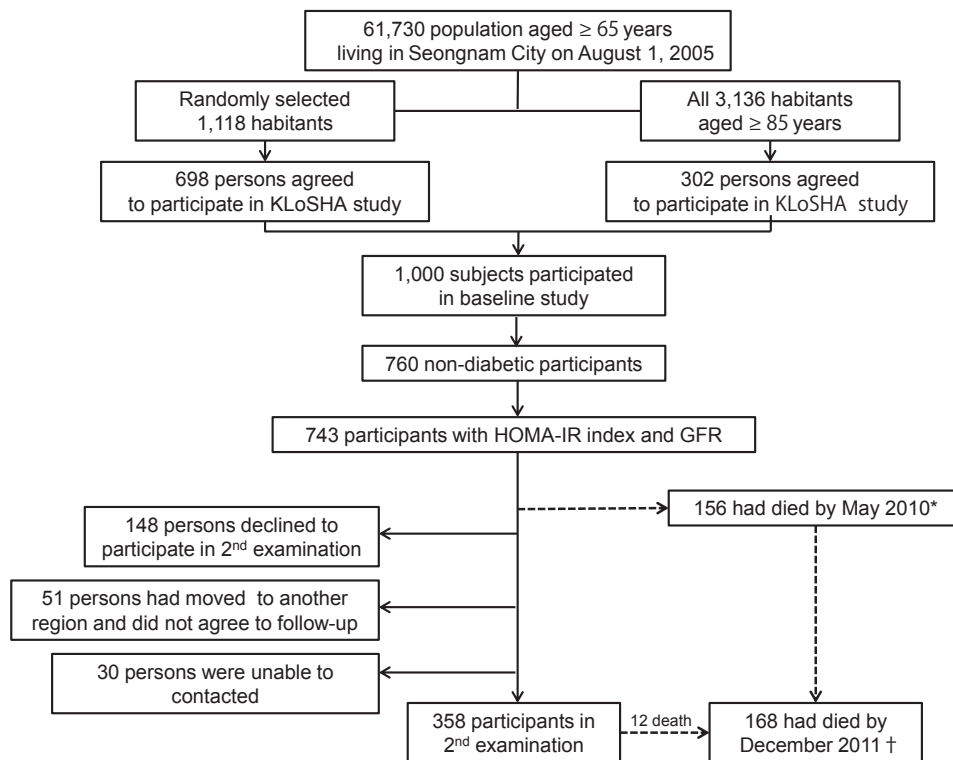 61,730 population aged ≥ 65 years
living in Seongnam City on August 1, 2005
Randomly selected
1,118 habitants
All 3,136 habitants
aged ≥ 85 years
698 persons agreed
to participate in KLoSHA study
302 persons agreed
to participate in KLoSHA study
1,000 subjects participated
in baseline study
760 non-diabetic participants
743 participants with HOMA-IR index and GFR
156 had died by May 2010*
148 persons declined to
participate in 2nd examination
51 persons had moved to another
region and did not agree to follow-up
30 persons were unable to
contacted
358 participants in
2nd examination
12 death
168 had died by
December 2011 †